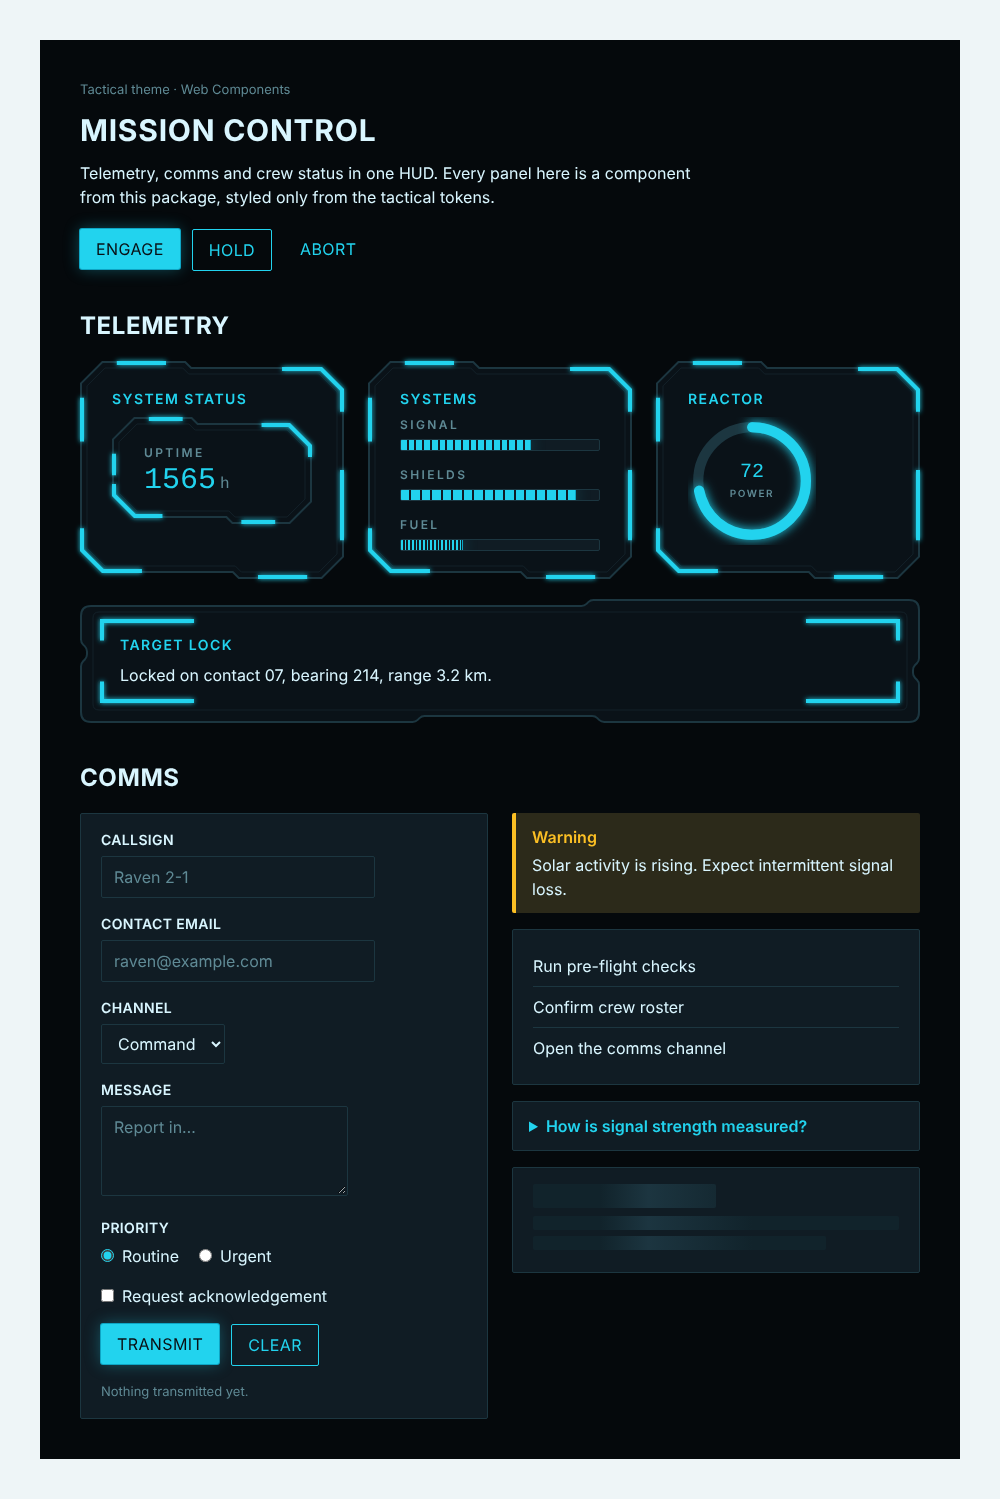 Tactical theme · Web Components
MISSION CONTROL
Telemetry, comms and crew status in one HUD. Every panel here is a component
from this package, styled only from the tactical tokens.
ENGAGE
HOLD
ABORT
TELEMETRY
SYSTEM STATUS
UPTIME
1565 h
SYSTEMS
SIGNAL
SHIELDS
FUEL
REACTOR
72
POWER
TARGET LOCK
Locked on contact 07, bearing 214, range 3.2 km.
COMMS
CALLSIGN
Raven 2-1
CONTACT EMAIL
raven@example.com
CHANNEL
Command
MESSAGE
Report in...
PRIORITY
Routine
Urgent
Request acknowledgement
TRANSMIT
CLEAR
Nothing transmitted yet.
Warning
Solar activity is rising. Expect intermittent signal
loss.
Run pre-flight checks
Confirm crew roster
Open the comms channel
How is signal strength measured?